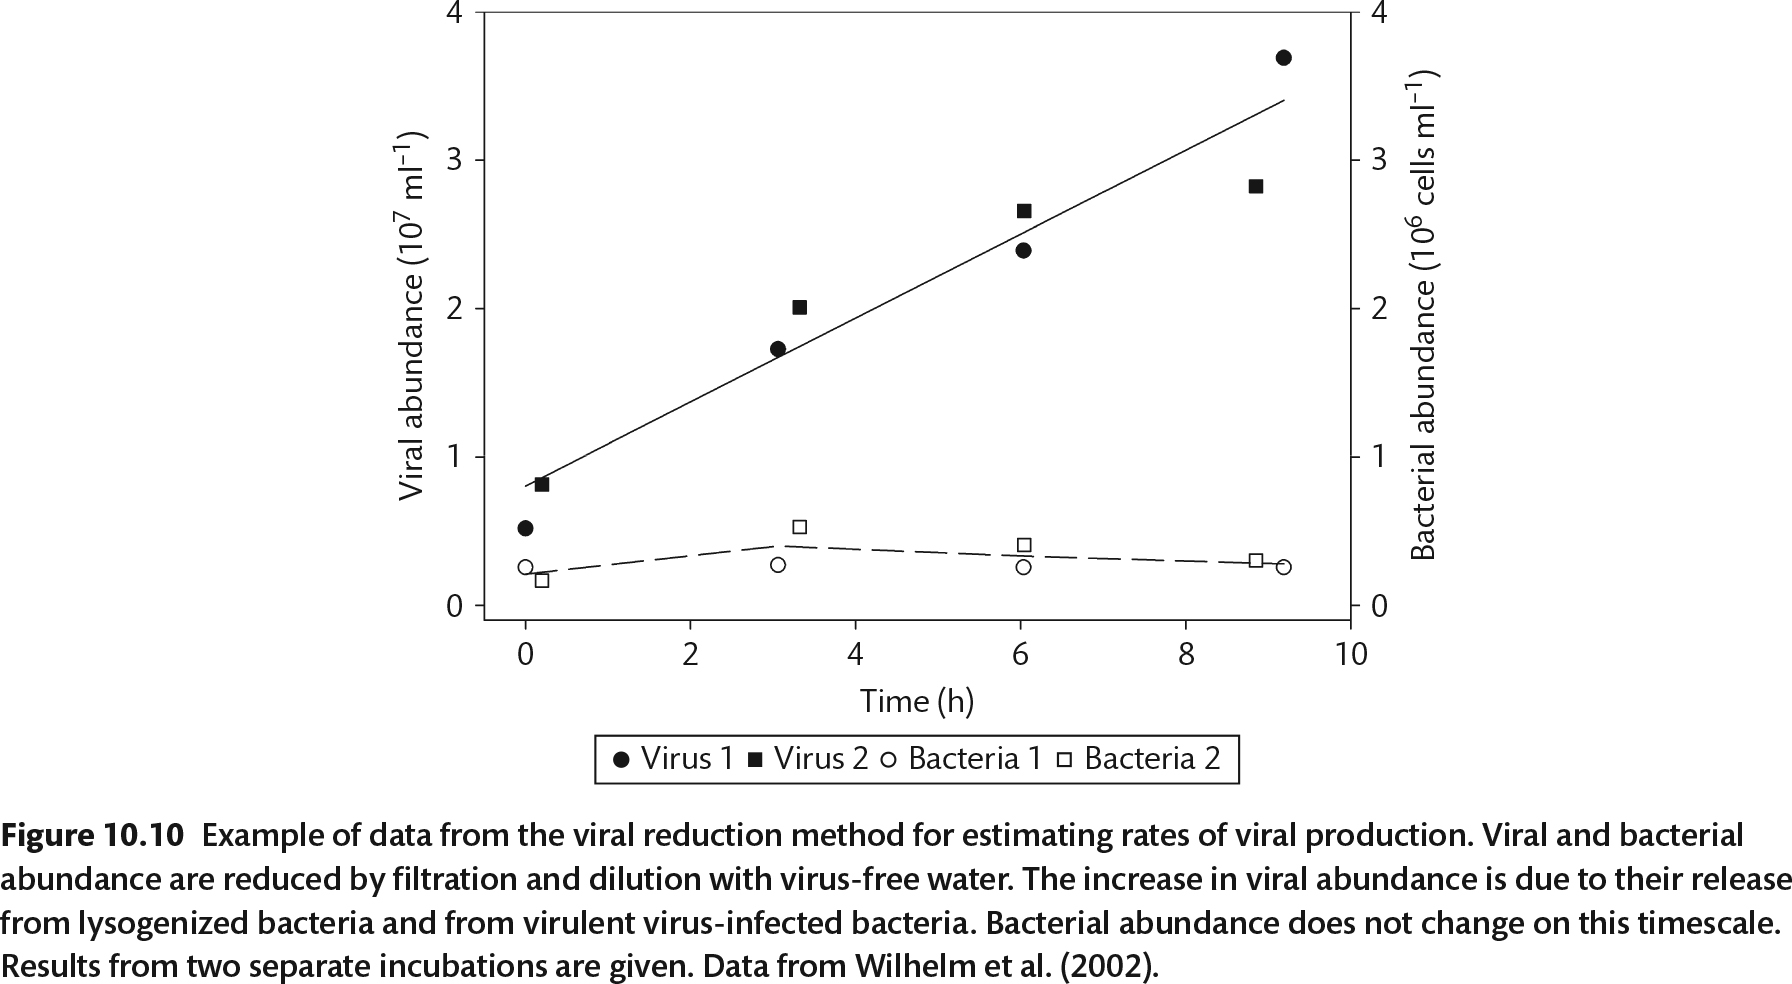 4
3
2
1
0
Viral abundance (10⁷ ml⁻¹)
4
3
2
1
0
Bacterial abundance (10⁶ cells ml⁻¹)
0 2 4 6 8 10
Time (h)
Virus 1 Virus 2 Bacteria 1 Bacteria 2
Figure 10.10 Example of data from the viral reduction method for estimating rates of viral production. Viral and bacterial
abundance are reduced by filtration and dilution with virus-free water. The increase in viral abundance is due to their release
from lysogenized bacteria and from virulent virus-infected bacteria. Bacterial abundance does not change on this timescale.
Results from two separate incubations are given. Data from Wilhelm et al. (2002).